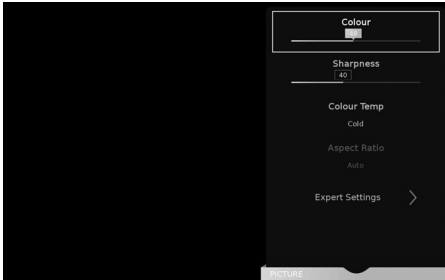 Colour
Sharpness
40
Colour Temp
Cold
Aspect Ratio
Auto
Expert Settings
PICTURE